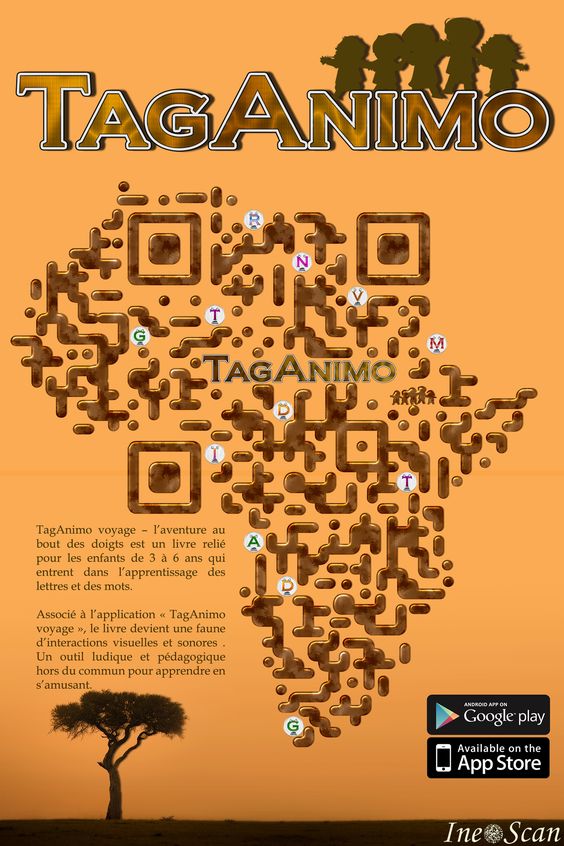 TAGANIMO
R
N
V
T
G
M
TAGANIMO
D
I
T
A
D
G
TagAnimo voyage – l'aventure au
bout des doigts est un livre relié
pour les enfants de 3 à 6 ans qui
entrent dans l'apprentissage des
lettres et des mots.
Associé à l'application « TagAnimo
voyage », le livre devient une faune
d'interactions visuelles et sonores .
Un outil ludique et pédagogique
hors du commun pour apprendre en
s'amusant.
ANDROID APP ON
Google play
Available on the
App Store
Ine Scan